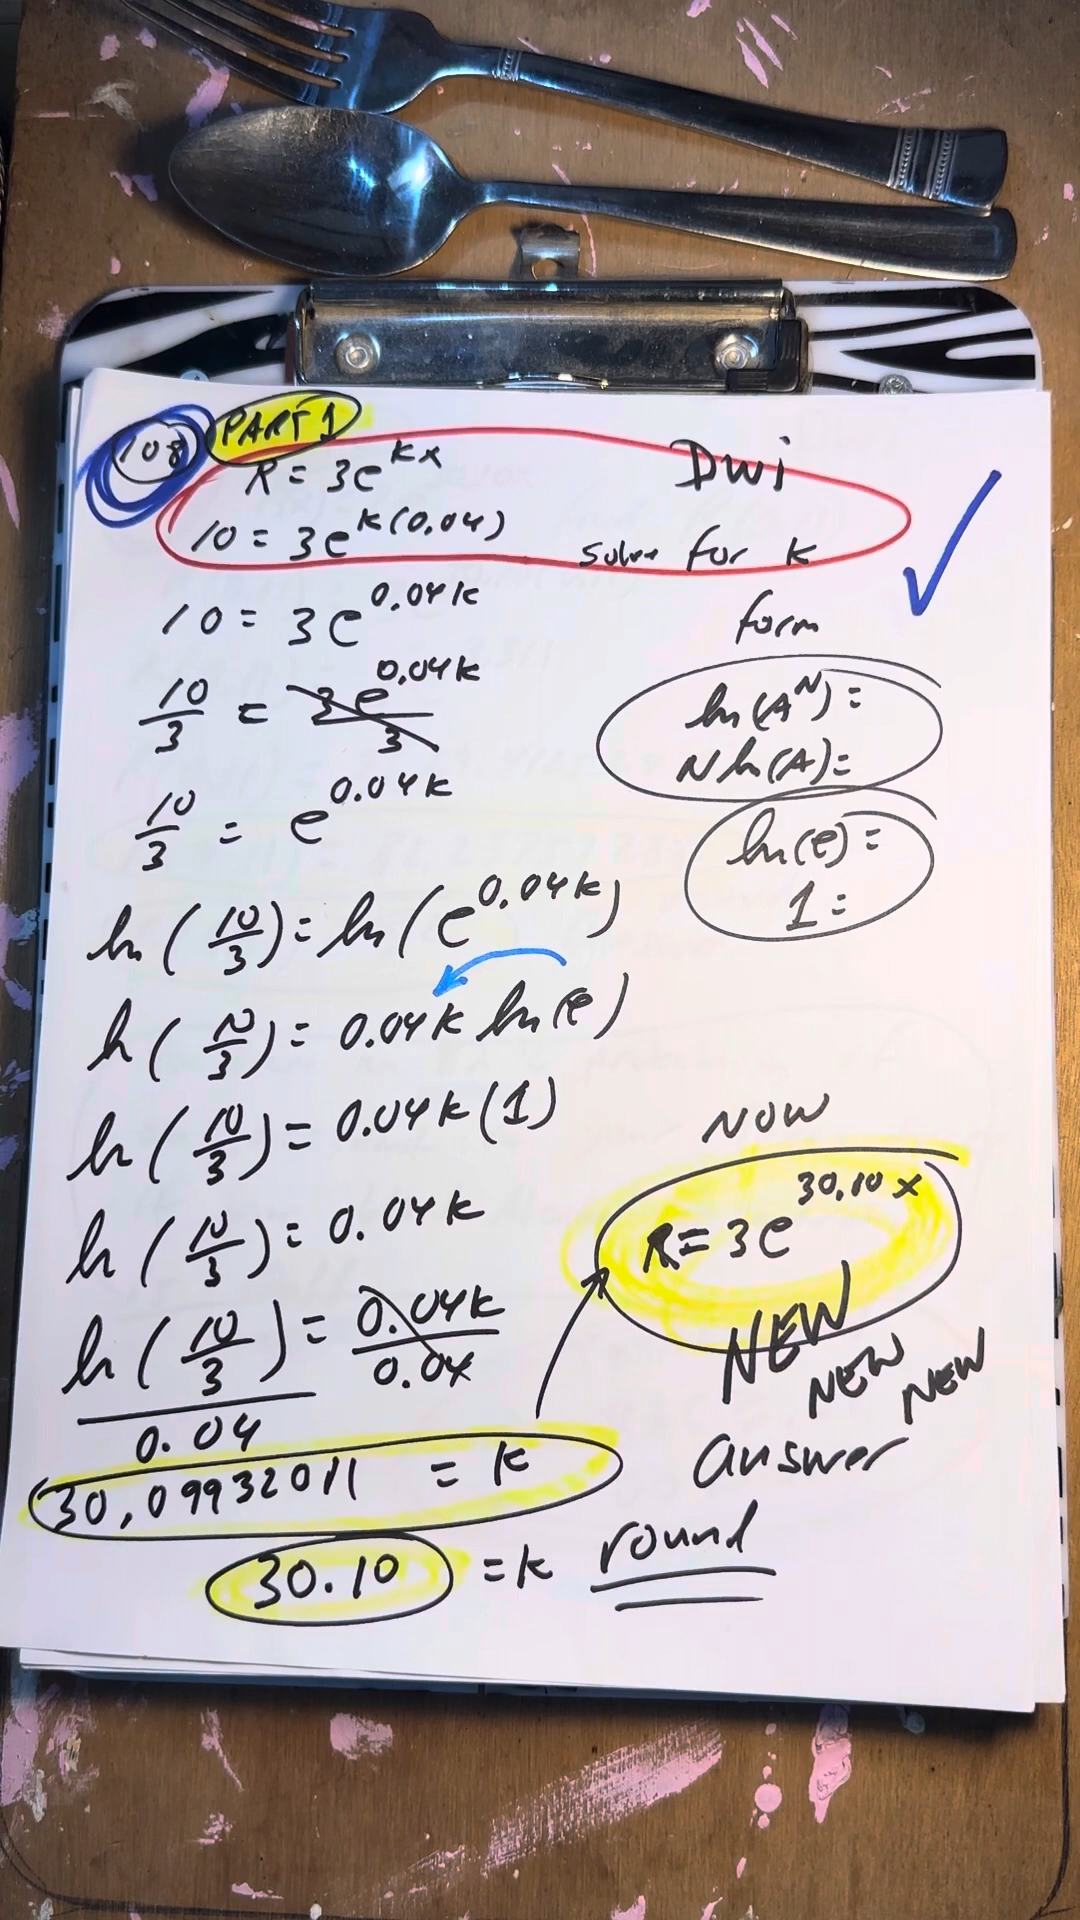 108 PART 1
R = 3e^kx
DWI
10 = 3e^k(0.04)
solve for k
10 = 3e^0.04k
form
10/3 = 3e^0.04k/3
ln(A^N) =
N ln(A) =
10/3 = e^0.04k
ln(e) =
1 =
ln(10/3) = ln(e^0.04k)
ln(10/3) = 0.04k ln(e)
ln(10/3) = 0.04k(1)
NOW
R = 3e^30.10x
ln(10/3) = 0.04k
ln(10/3)/0.04 = 0.04k/0.04
NEW
NEW
NEW
answer
30.09932011 = k
30.10 = k round